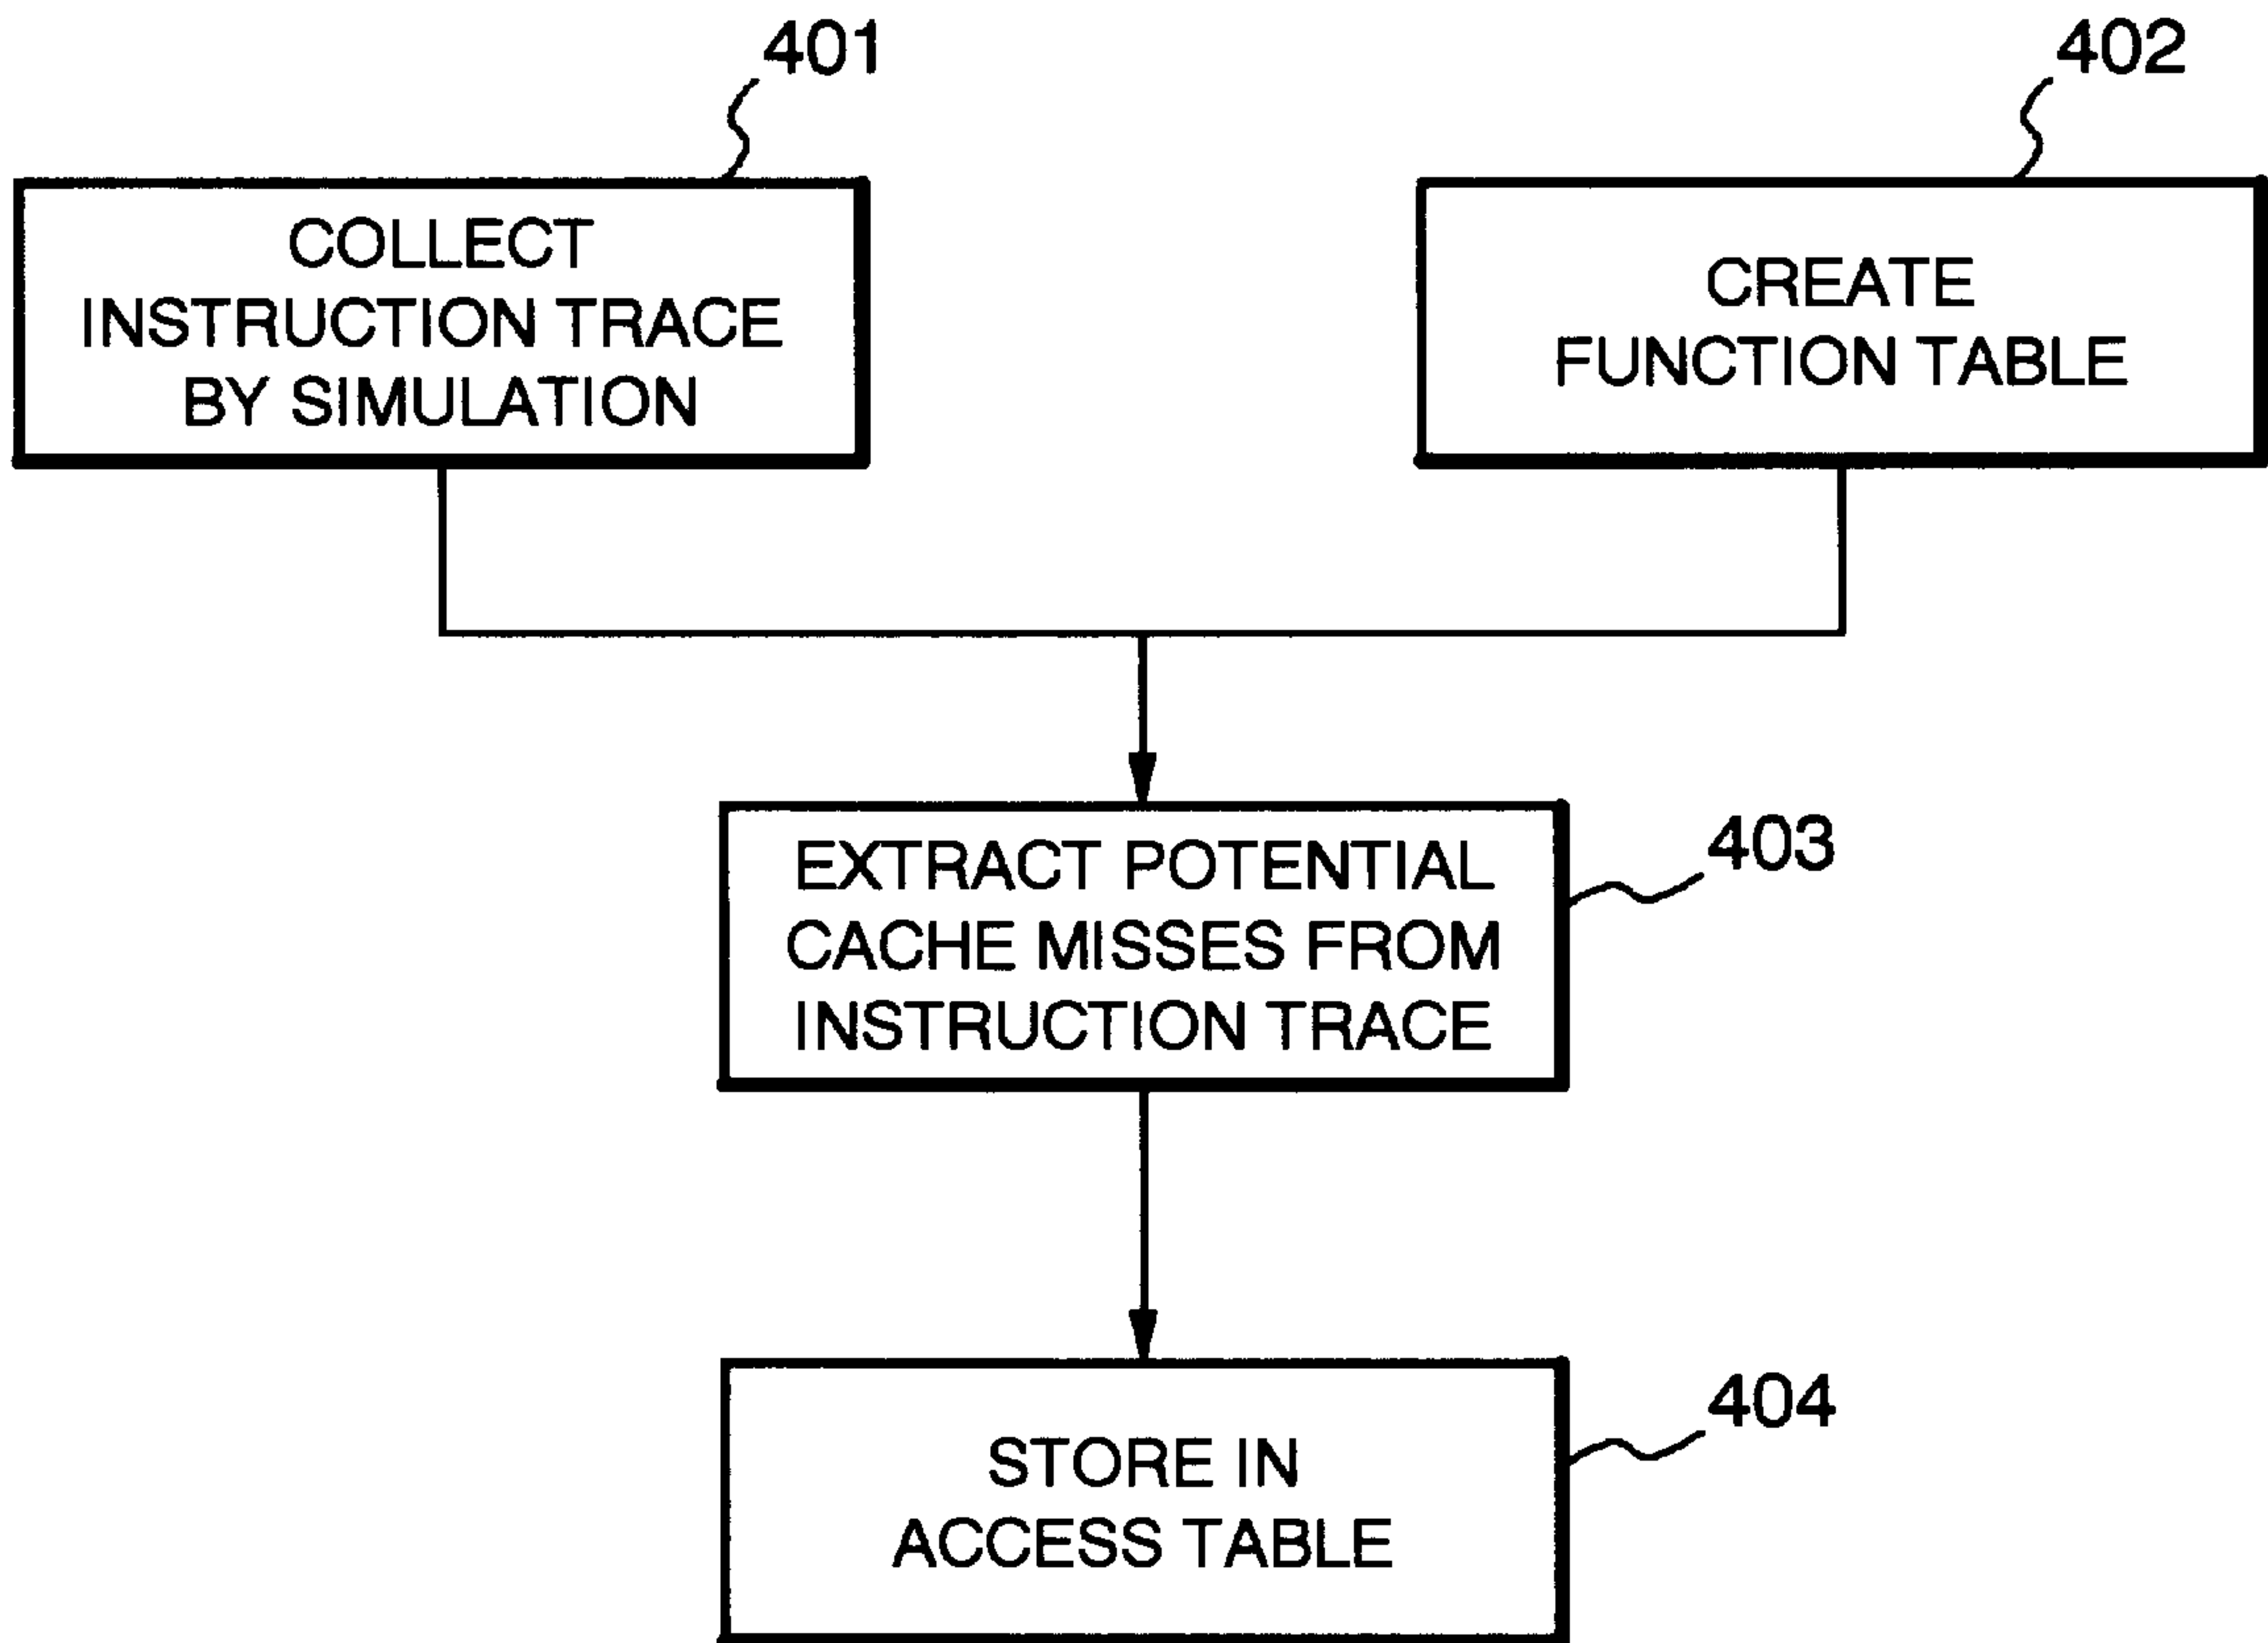 401
402
COLLECT
INSTRUCTION TRACE
BY SIMULATION
CREATE
FUNCTION TABLE
EXTRACT POTENTIAL
CACHE MISSES FROM
INSTRUCTION TRACE
403
STORE IN
ACCESS TABLE
404